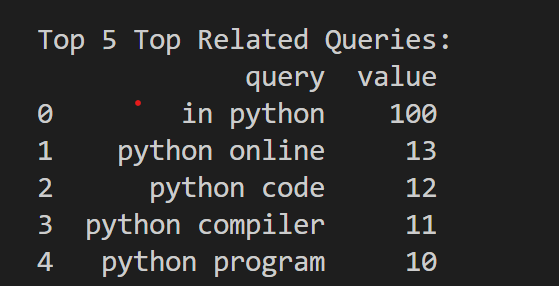 Top 5 Top Related Queries:
query value
0 in python 100
1 python online 13
2 python code 12
3 python compiler 11
4 python program 10